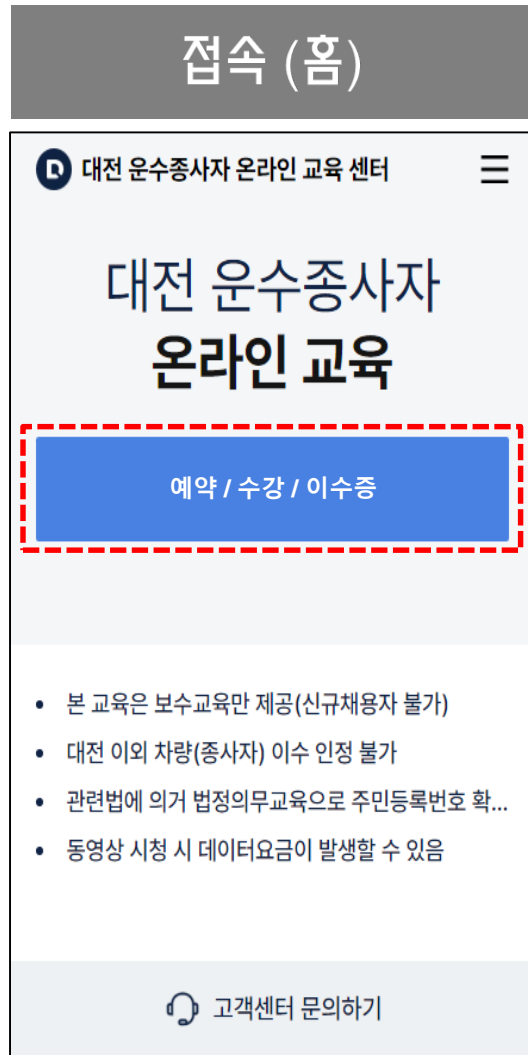 접속 (홈)
대전 운수종사자 온라인 교육 센터
대전 운수종사자
온라인 교육
예약 / 수강 / 이수증
• 본 교육은 보수교육만 제공(신규채용자 불가)
• 대전 이외 차량(종사자) 이수 인정 불가
• 관련법에 의거 법정의무교육으로 주민등록번호 확...
• 동영상 시청 시 데이터요금이 발생할 수 있음
고객센터 문의하기